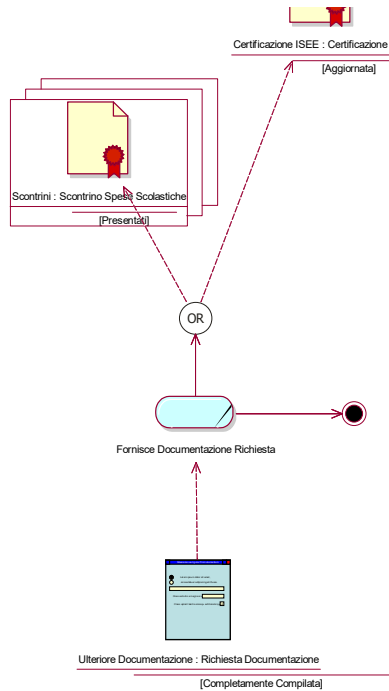 Certificazione ISEE : Certificazione
[Aggiornata]
Scontrini : Scontrino Spese Scolastiche
[Presentati]
OR
Fornisce Documentazione Richiesta
Ulteriore Documentazione : Richiesta Documentazione
[Completamente Compilata]